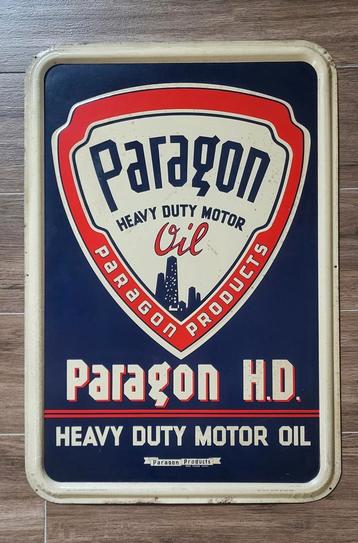 Paragon
HEAVY DUTY MOTOR
Oil
PARAGON PRODUCTS
Paragon H.D.
HEAVY DUTY MOTOR OIL
Paragon Products